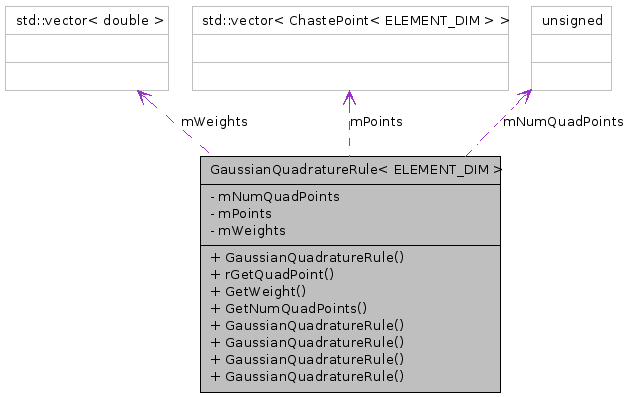 std::vector< double >
std::vector< ChastePoint< ELEMENT_DIM > >
unsigned
mWeights
mPoints
mNumQuadPoints
GaussianQuadratureRule< ELEMENT_DIM >
- mNumQuadPoints
- mPoints
- mWeights
+ GaussianQuadratureRule()
+ rGetQuadPoint()
+ GetWeight()
+ GetNumQuadPoints()
+ GaussianQuadratureRule()
+ GaussianQuadratureRule()
+ GaussianQuadratureRule()
+ GaussianQuadratureRule()